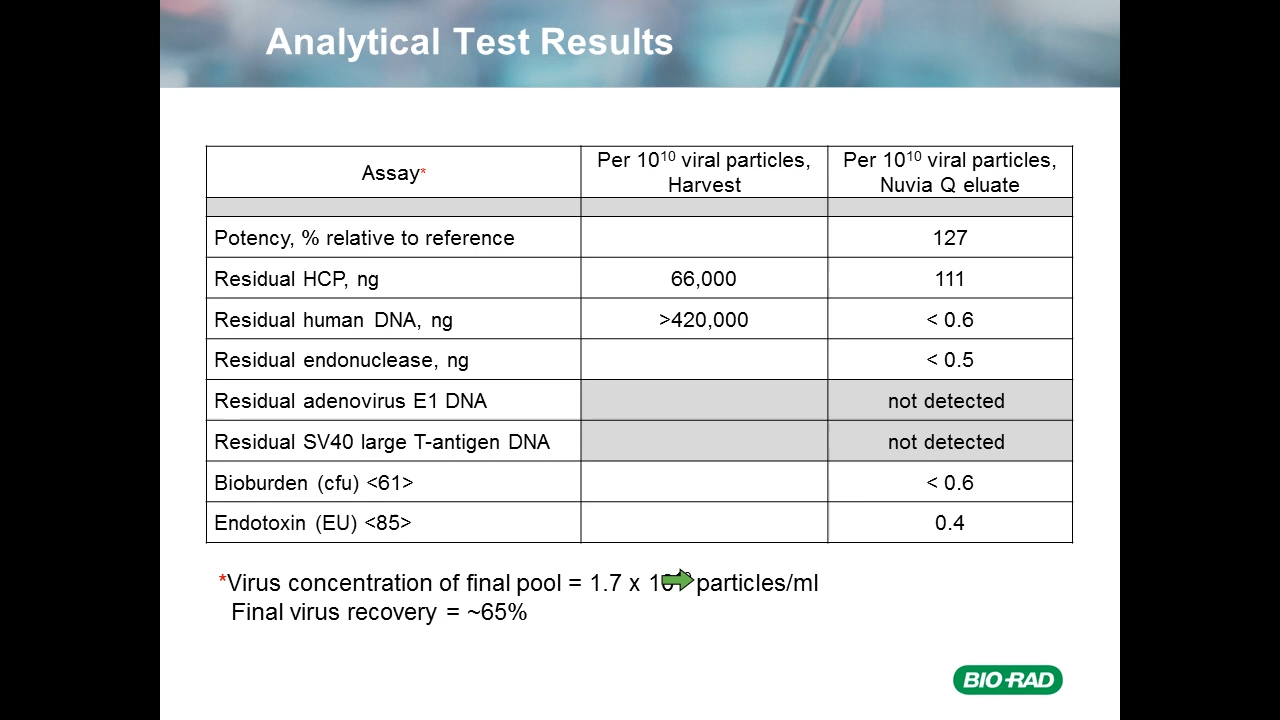 Analytical Test Results
Assay*
Per 10¹⁰ viral particles,
Harvest
Per 10¹⁰ viral particles,
Nuvia Q eluate
Potency, % relative to reference
127
Residual HCP, ng
66,000
111
Residual human DNA, ng
>420,000
< 0.6
Residual endonuclease, ng
< 0.5
Residual adenovirus E1 DNA
not detected
Residual SV40 large T-antigen DNA
not detected
Bioburden (cfu) <61>
< 0.6
Endotoxin (EU) <85>
0.4
*Virus concentration of final pool = 1.7 x particles/ml
Final virus recovery = ~65%
BIO-RAD